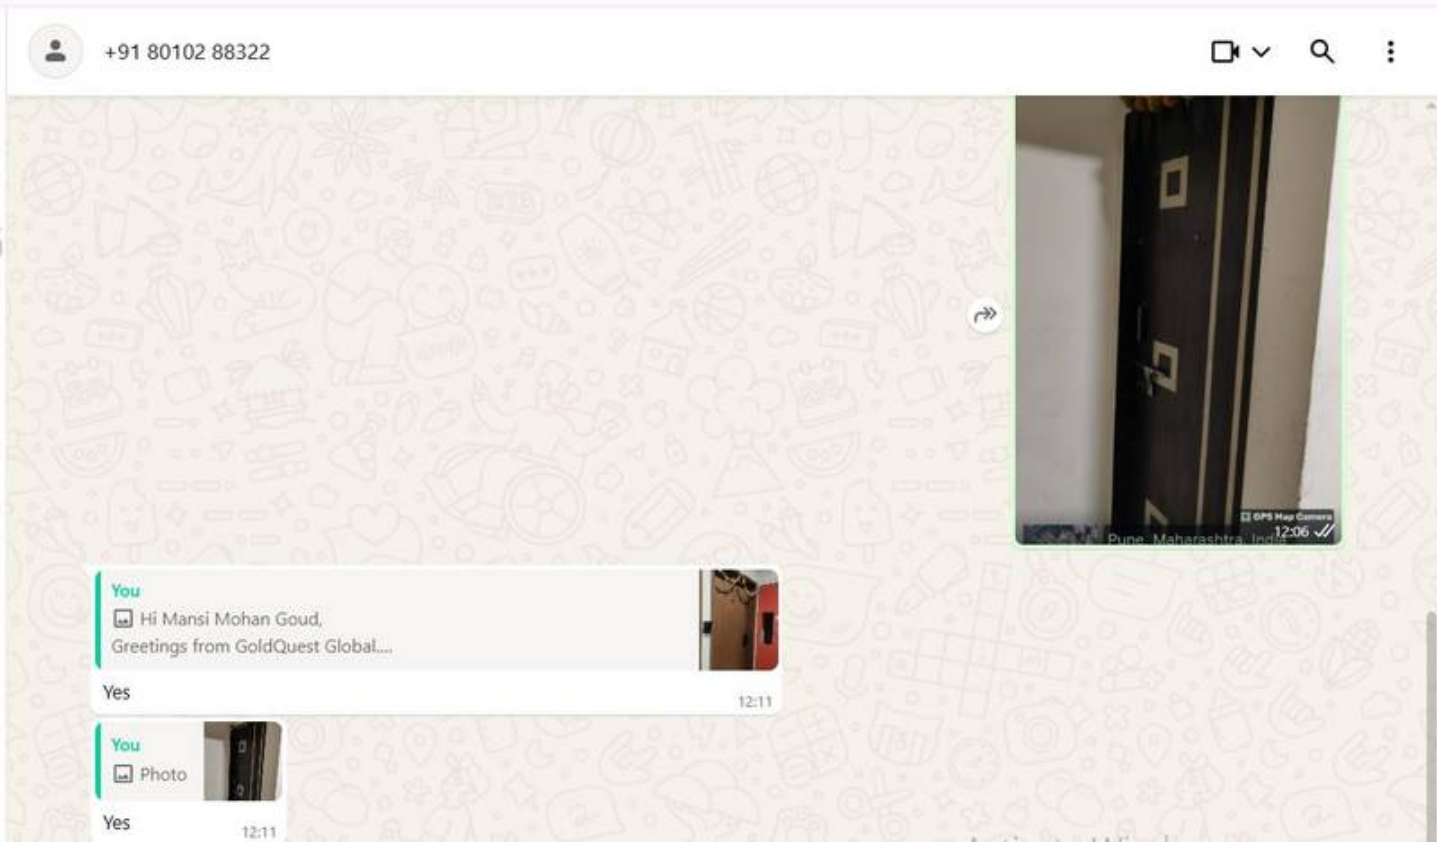 +91 80102 88322
GPS Map Camera
Pune, Maharashtra, India
12:06
You
Hi Mansi Mohan Goud,
Greetings from GoldQuest Global....
Yes
12:11
You
Photo
Yes
12:11